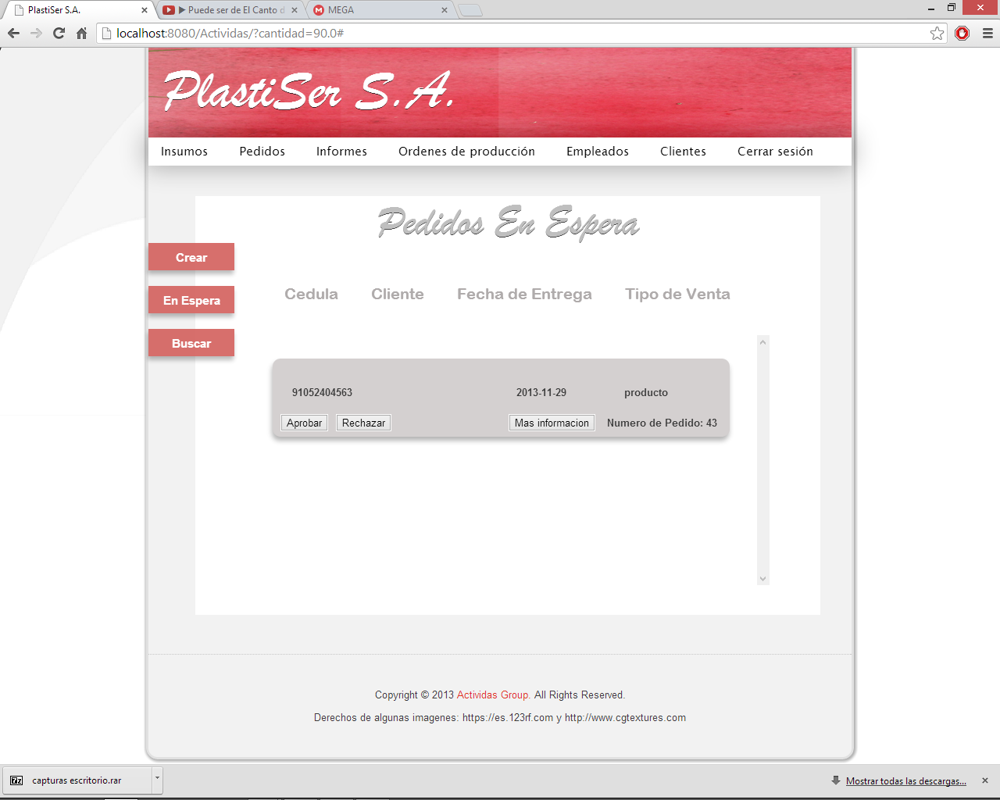 PlastiSer S.A.
▶ Puede ser de El Canto d
MEGA
localhost:8080/Actividas/?cantidad=90.0#
PlastiSer S.A.
Insumos Pedidos Informes Ordenes de producción Empleados Clientes Cerrar sesión
Pedidos En Espera
Crear
En Espera
Buscar
Cedula Cliente Fecha de Entrega Tipo de Venta
91052404563 2013-11-29 producto
Aprobar Rechazar Mas informacion Numero de Pedido: 43
Copyright © 2013 Actividas Group. All Rights Reserved.
Derechos de algunas imagenes: https://es.123rf.com y http://www.cgtextures.com
7z capturas escritorio.rar
Mostrar todas las descargas...